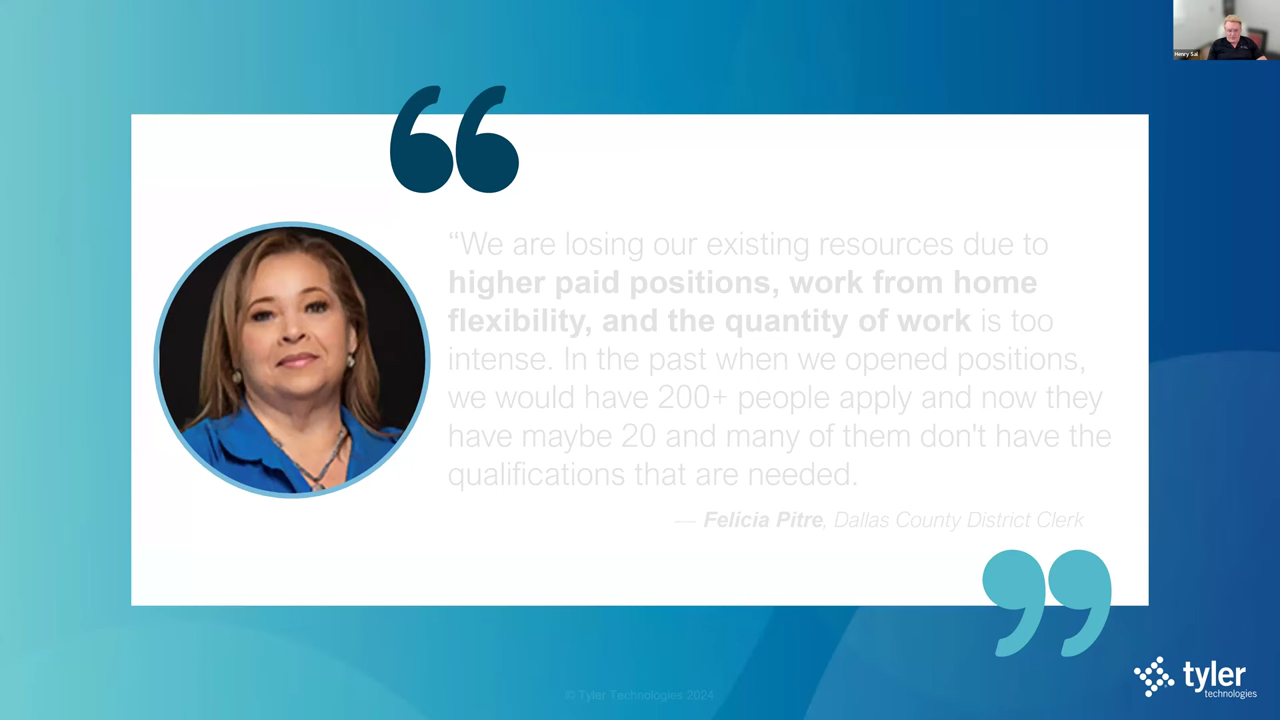 Henry Sal
“We are losing our existing resources due to
higher paid positions, work from home
flexibility, and the quantity of work is too
intense. In the past when we opened positions,
we would have 200+ people apply and now they
have maybe 20 and many of them don't have the
qualifications that are needed.
— Felicia Pitre, Dallas County District Clerk
© Tyler Technologies 2024
tyler
technologies